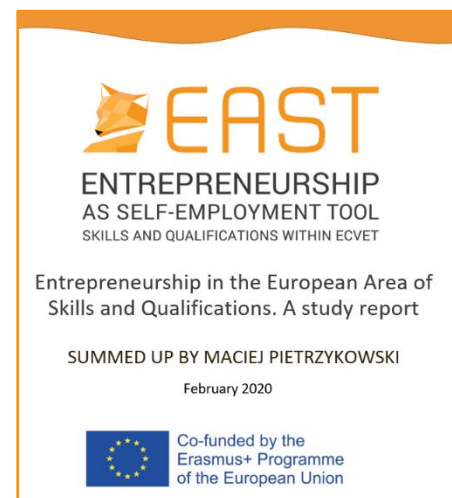 EAST
ENTREPRENEURSHIP
AS SELF-EMPLOYMENT TOOL
SKILLS AND QUALIFICATIONS WITHIN ECVET
Entrepreneurship in the European Area of
Skills and Qualifications. A study report
SUMMED UP BY MACIEJ PIETRZYKOWSKI
February 2020
Co-funded by the
Erasmus+ Programme
of the European Union